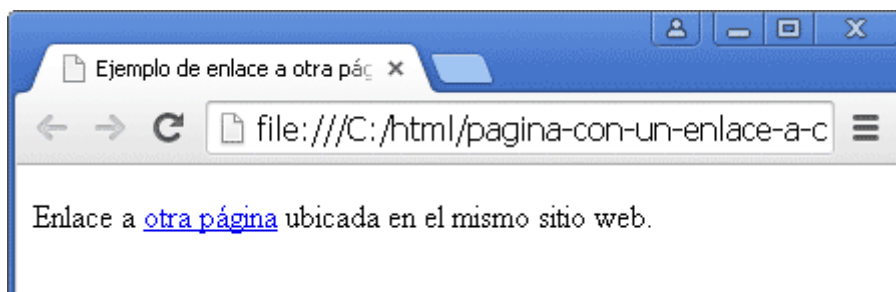 Ejemplo de enlace a otra pág
file:///C:/html/pagina-con-un-enlace-a-c
Enlace a otra página ubicada en el mismo sitio web.